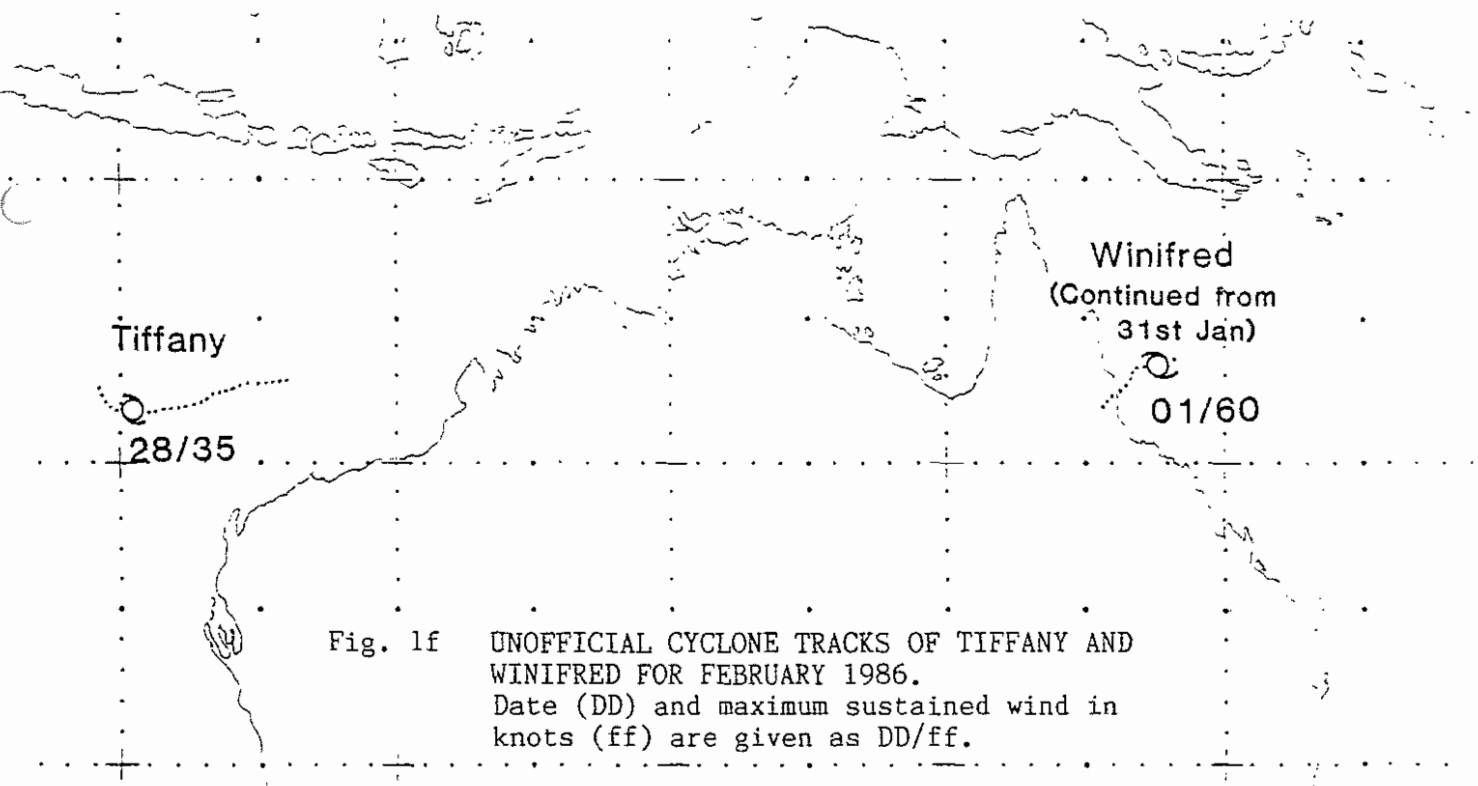 Winifred
(Continued from
31st Jan)
01/60
Tiffany
28/35
Fig. 1f UNOFFICIAL CYCLONE TRACKS OF TIFFANY AND
WINIFRED FOR FEBRUARY 1986.
Date (DD) and maximum sustained wind in
knots (ff) are given as DD/ff.